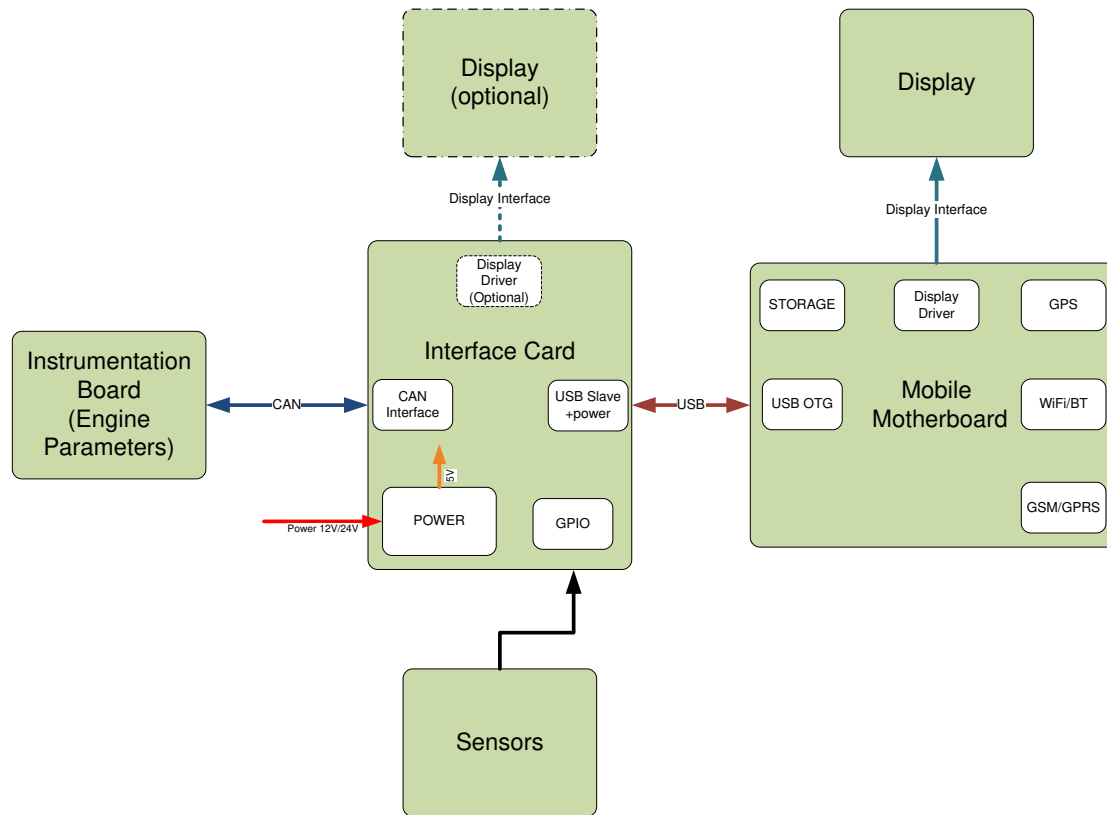 Display
(optional)
Display
Display Interface
Display Interface
Display
Driver
(Optional)
STORAGE
Display
Driver
GPS
Interface Card
Instrumentation
Board
(Engine
Parameters)
CAN
CAN
Interface
USB Slave
+power
USB
USB OTG
Mobile
Motherboard
WiFi/BT
5V
Power 12V/24V
POWER
GPIO
GSM/GPRS
Sensors